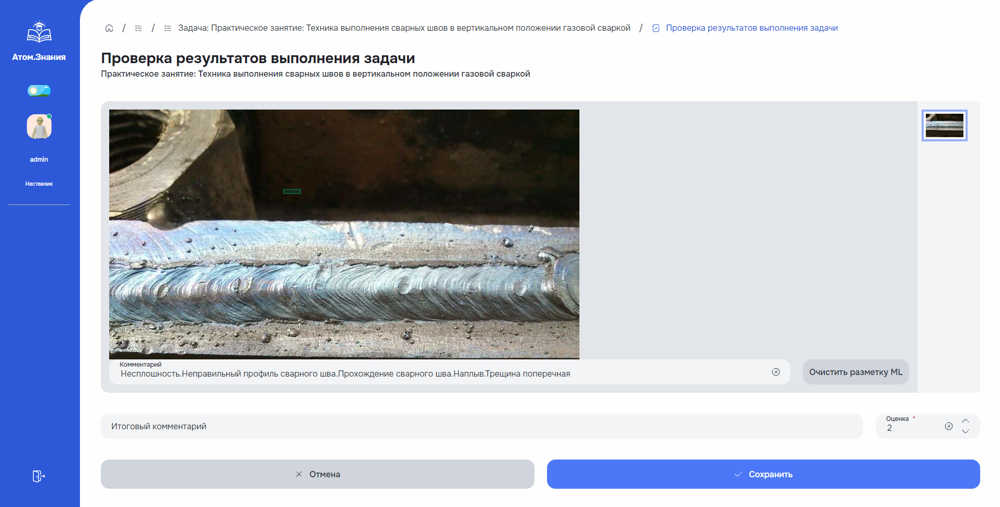 Атом.Знания
admin
Наставник
/ / Задача: Практическое занятие: Техника выполнения сварных швов в вертикальном положении газовой сваркой / Проверка результатов выполнения задачи
Проверка результатов выполнения задачи
Практическое занятие: Техника выполнения сварных швов в вертикальном положении газовой сваркой
Комментарий
Несплошность.Неправильный профиль сварного шва.Прохождение сварного шва.Наплыв.Трещина поперечная
Очистить разметку ML
Итоговый комментарий
Оценка *
2
Отмена
Сохранить